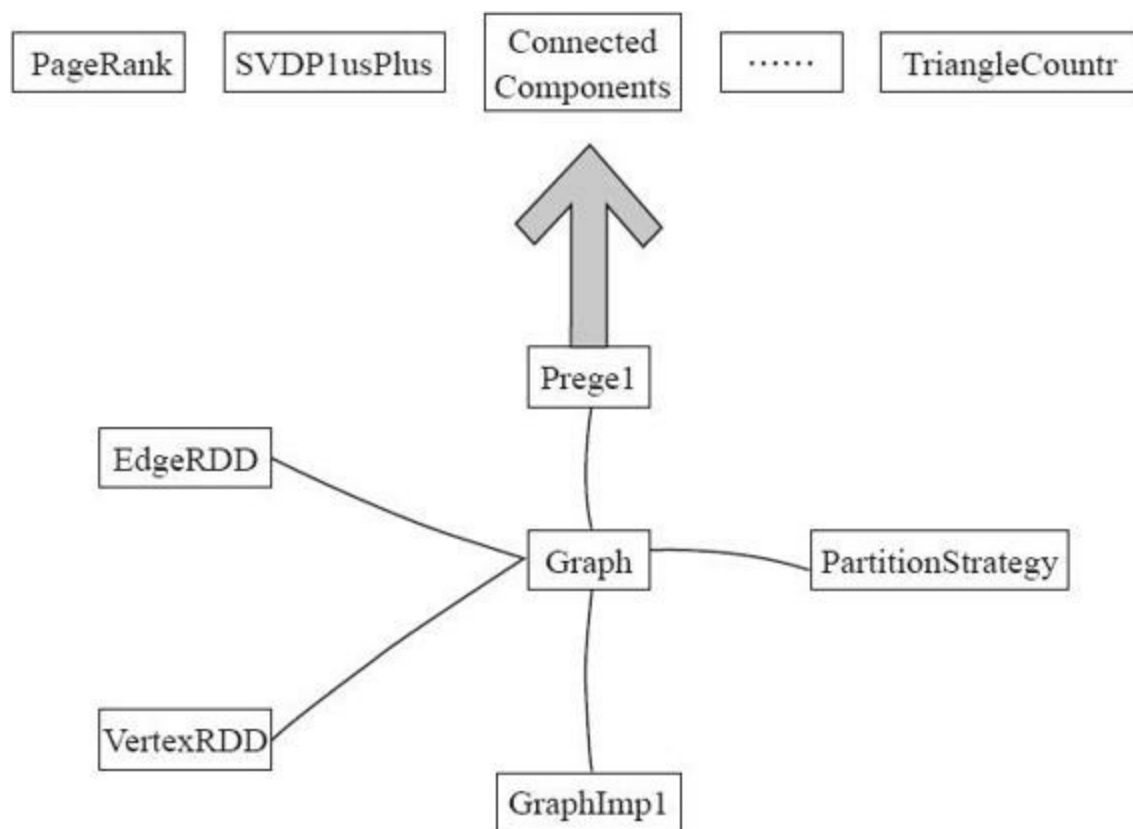 PageRank
SVDP1usPlus
Connected
Components
······
TriangleCountr
Prege1
EdgeRDD
Graph
PartitionStrategy
VertexRDD
GraphImp1